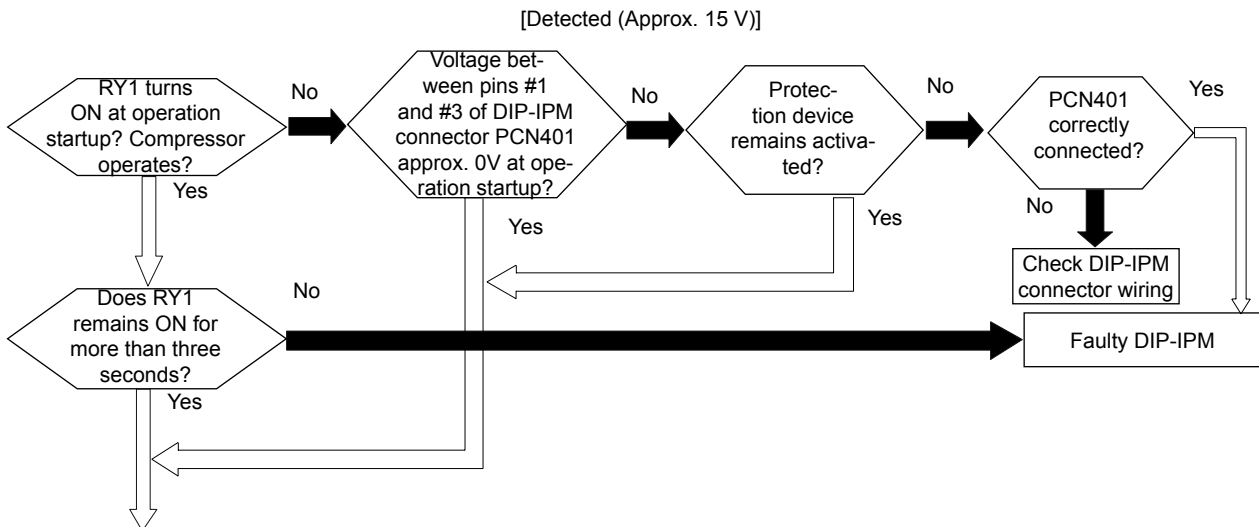 [Detected (Approx. 15 V)]
RY1 turns
ON at operation
startup? Compressor
operates?
No
Yes
Voltage bet-
ween pins #1
and #3 of DIP-IPM
connector PCN401
approx. 0V at ope-
ration startup?
No
Yes
Protec-
tion device
remains activa-
ted?
No
Yes
PCN401
correctly
connected?
Yes
No
Check DIP-IPM
connector wiring
Does RY1
remains ON for
more than three
seconds?
No
Yes
Faulty DIP-IPM